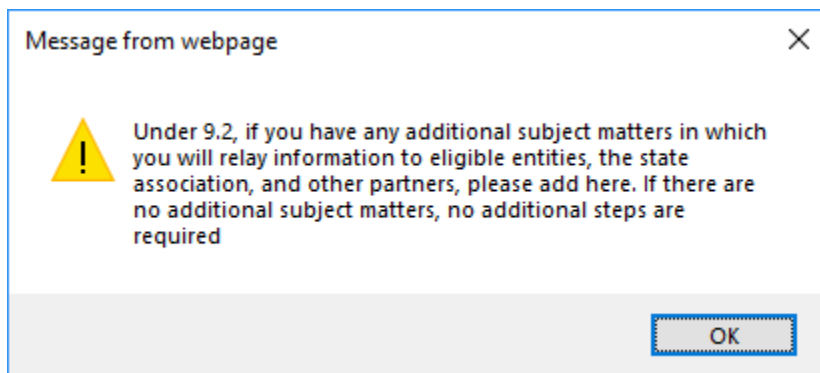 Message from webpage
Under 9.2, if you have any additional subject matters in which
you will relay information to eligible entities, the state
association, and other partners, please add here. If there are
no additional subject matters, no additional steps are
required
OK